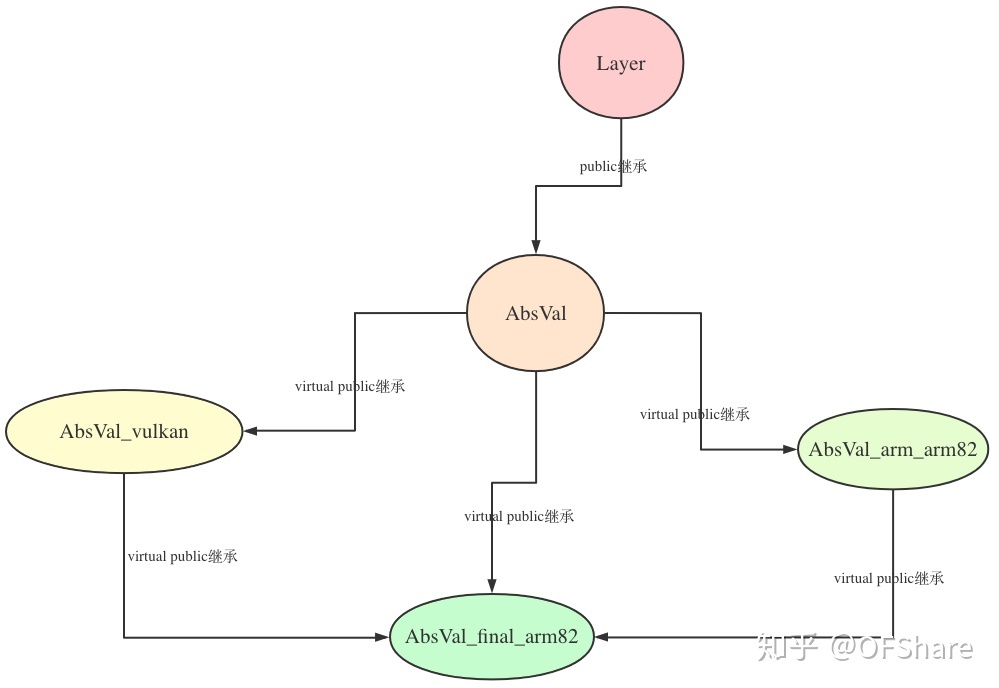 Layer
public继承
AbsVal
virtual public继承
virtual public继承
AbsVal_vulkan
AbsVal_arm_arm82
virtual public继承
virtual public继承
virtual public继承
AbsVal_final_arm82
知乎 @OFShare